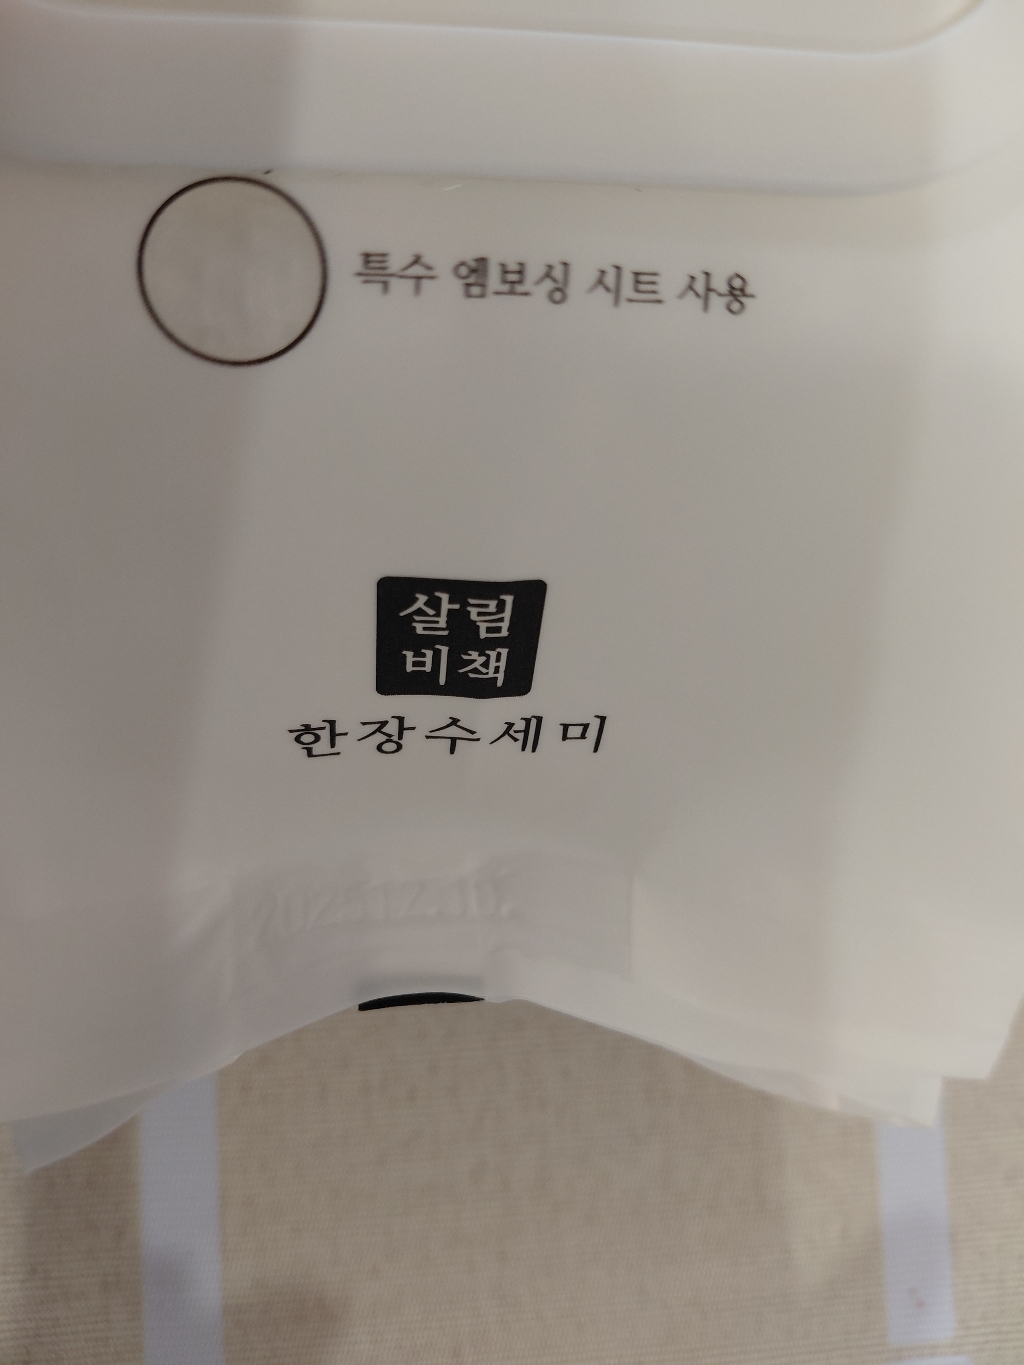 특수 엠보싱 시트 사용
살림
비책
한장수세미